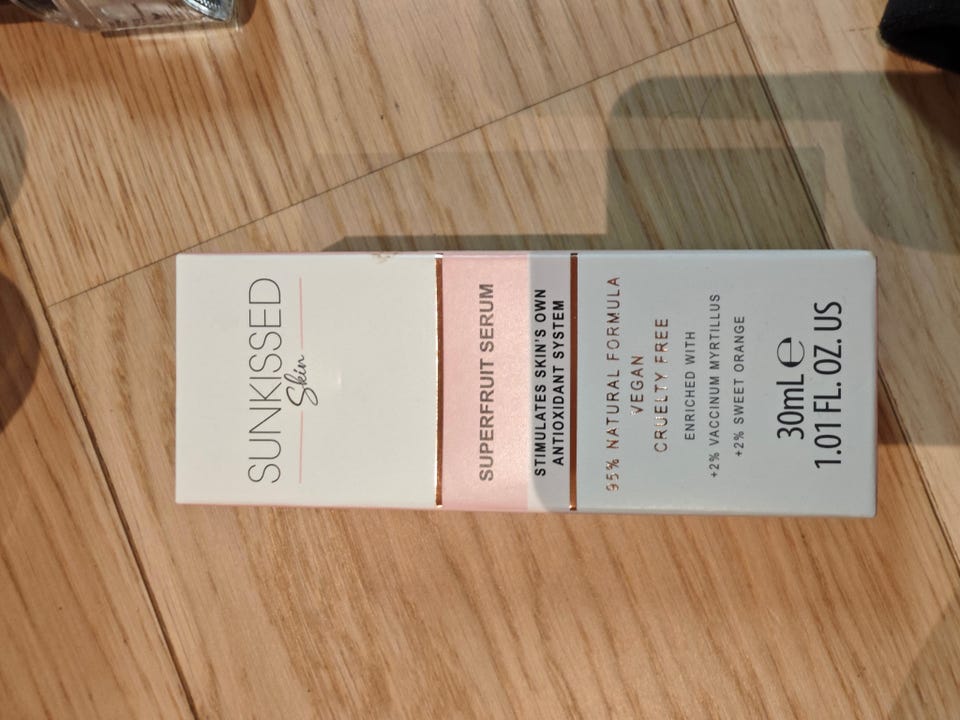 SUNKISSED
Skin
SUPERFRUIT SERUM
STIMULATES SKIN'S OWN
ANTIOXIDANT SYSTEM
95% NATURAL FORMULA
VEGAN
CRUELTY FREE
ENRICHED WITH
+2% VACCINUM MYRTILLUS
+2% SWEET ORANGE
30mL e
1.01 FL. OZ. US